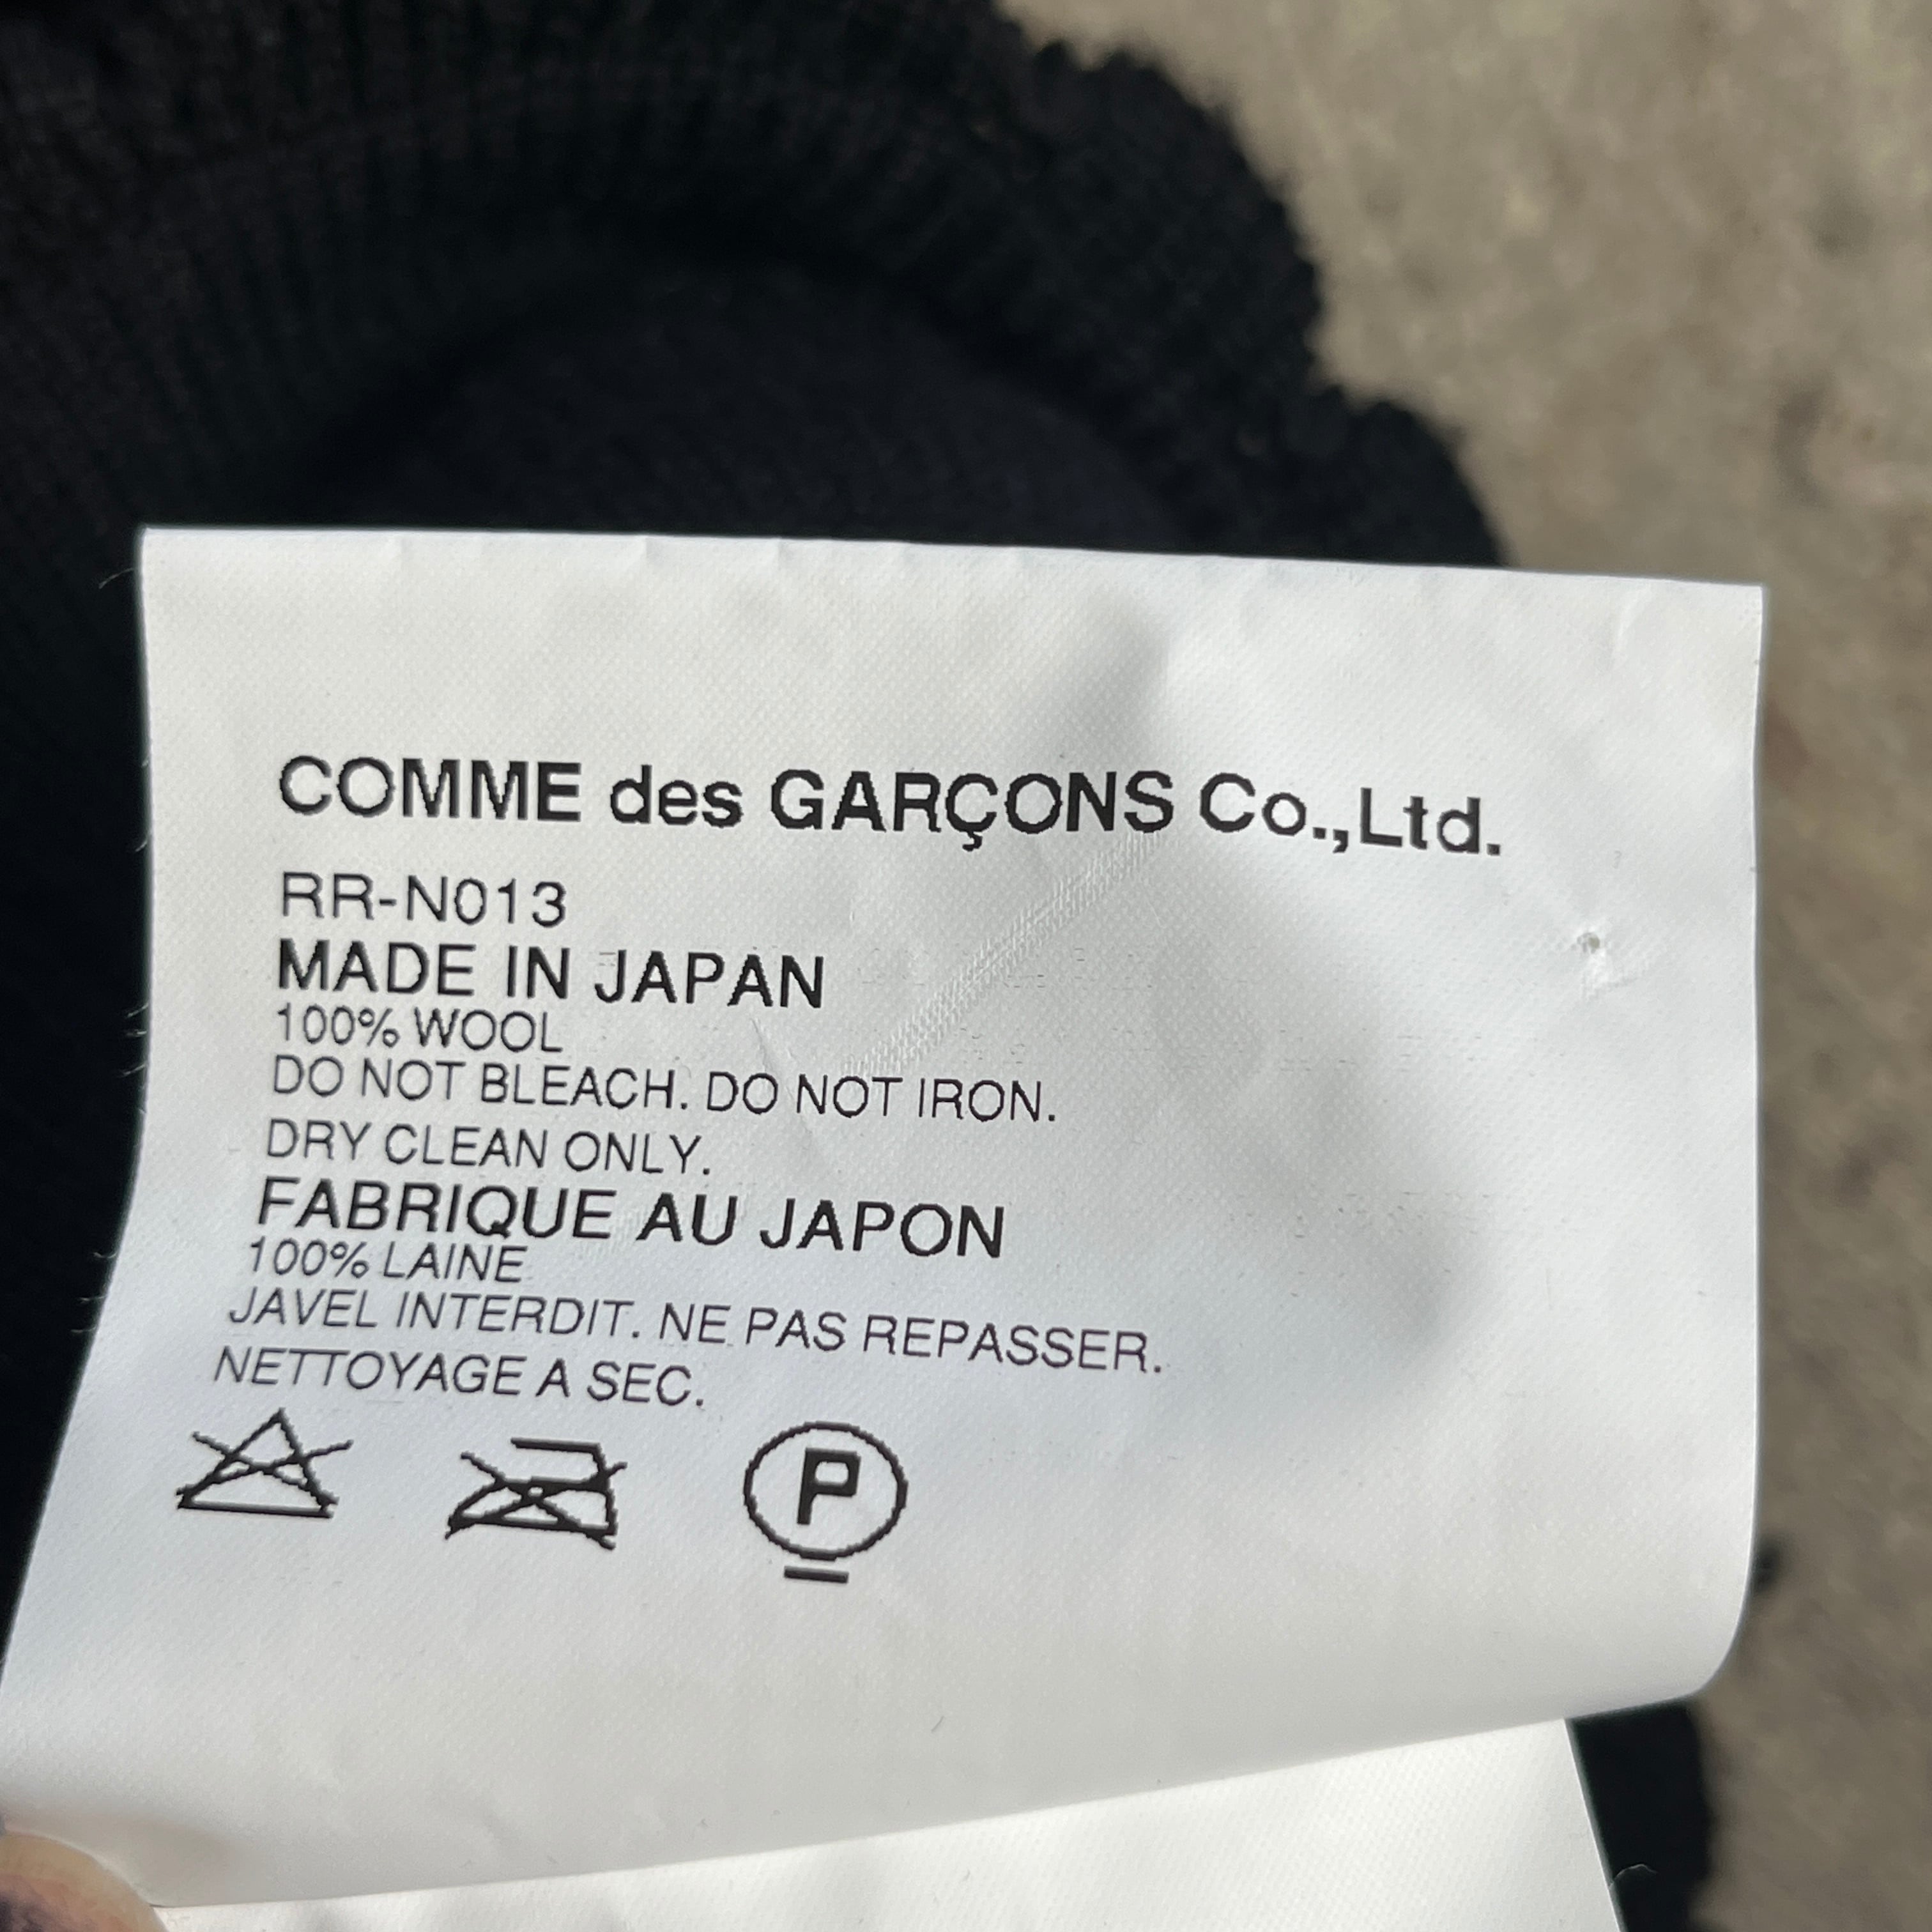 COMME des GARÇONS Co.,Ltd.
RR-N013
MADE IN JAPAN
100% WOOL
DO NOT BLEACH. DO NOT IRON.
DRY CLEAN ONLY.
FABRIQUE AU JAPON
100% LAINE
JAVEL INTERDIT. NE PAS REPASSER.
NETTOYAGE A SEC.
P